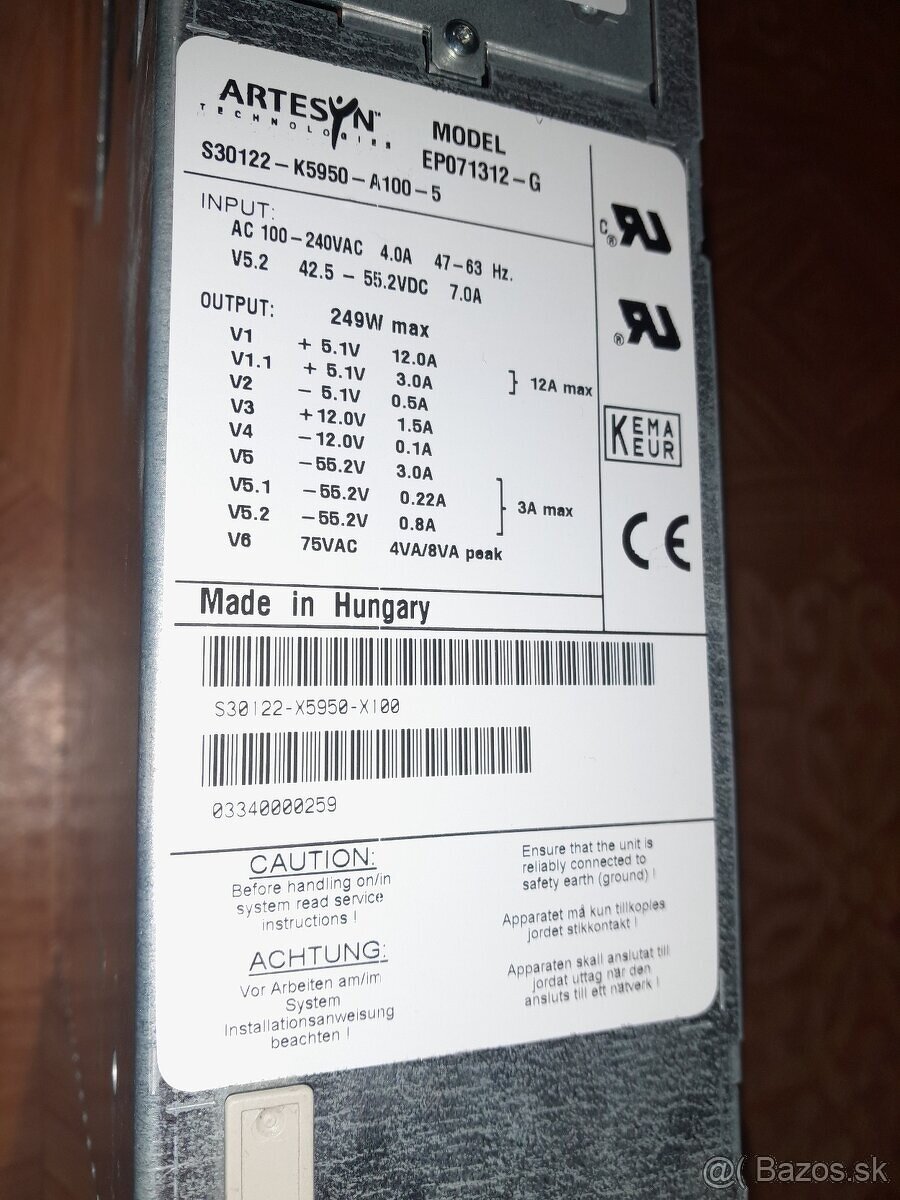 ARTESYN™
TECHNOLOGIES
MODEL
EP071312-G
S30122-K5950-A100-5
INPUT:
AC 100-240VAC 4.0A 47-63 Hz.
V5.2 42.5 - 55.2VDC 7.0A
OUTPUT: 249W max
V1 + 5.1V 12.0A
V1.1 + 5.1V 3.0A } 12A max
V2 - 5.1V 0.5A
V3 +12.0V 1.5A
V4 -12.0V 0.1A
V5 -55.2V 3.0A
V5.1 -55.2V 0.22A } 3A max
V5.2 -55.2V 0.8A
V6 75VAC 4VA/8VA peak
KEMA
EUR
CE
Made in Hungary
S30122-X5950-X100
03340000259
CAUTION:
Before handling on/in
system read service
instructions !
ACHTUNG:
Vor Arbeiten am/im
System
Installationsanweisung
beachten !
Ensure that the unit is
reliably connected to
safety earth (ground) !
Apparatet må kun tillkoples
jordet stikkontakt !
Apparaten skall anslutat till
jordat uttag når den
ansluts till ett nätverk !
@( Bazos.sk